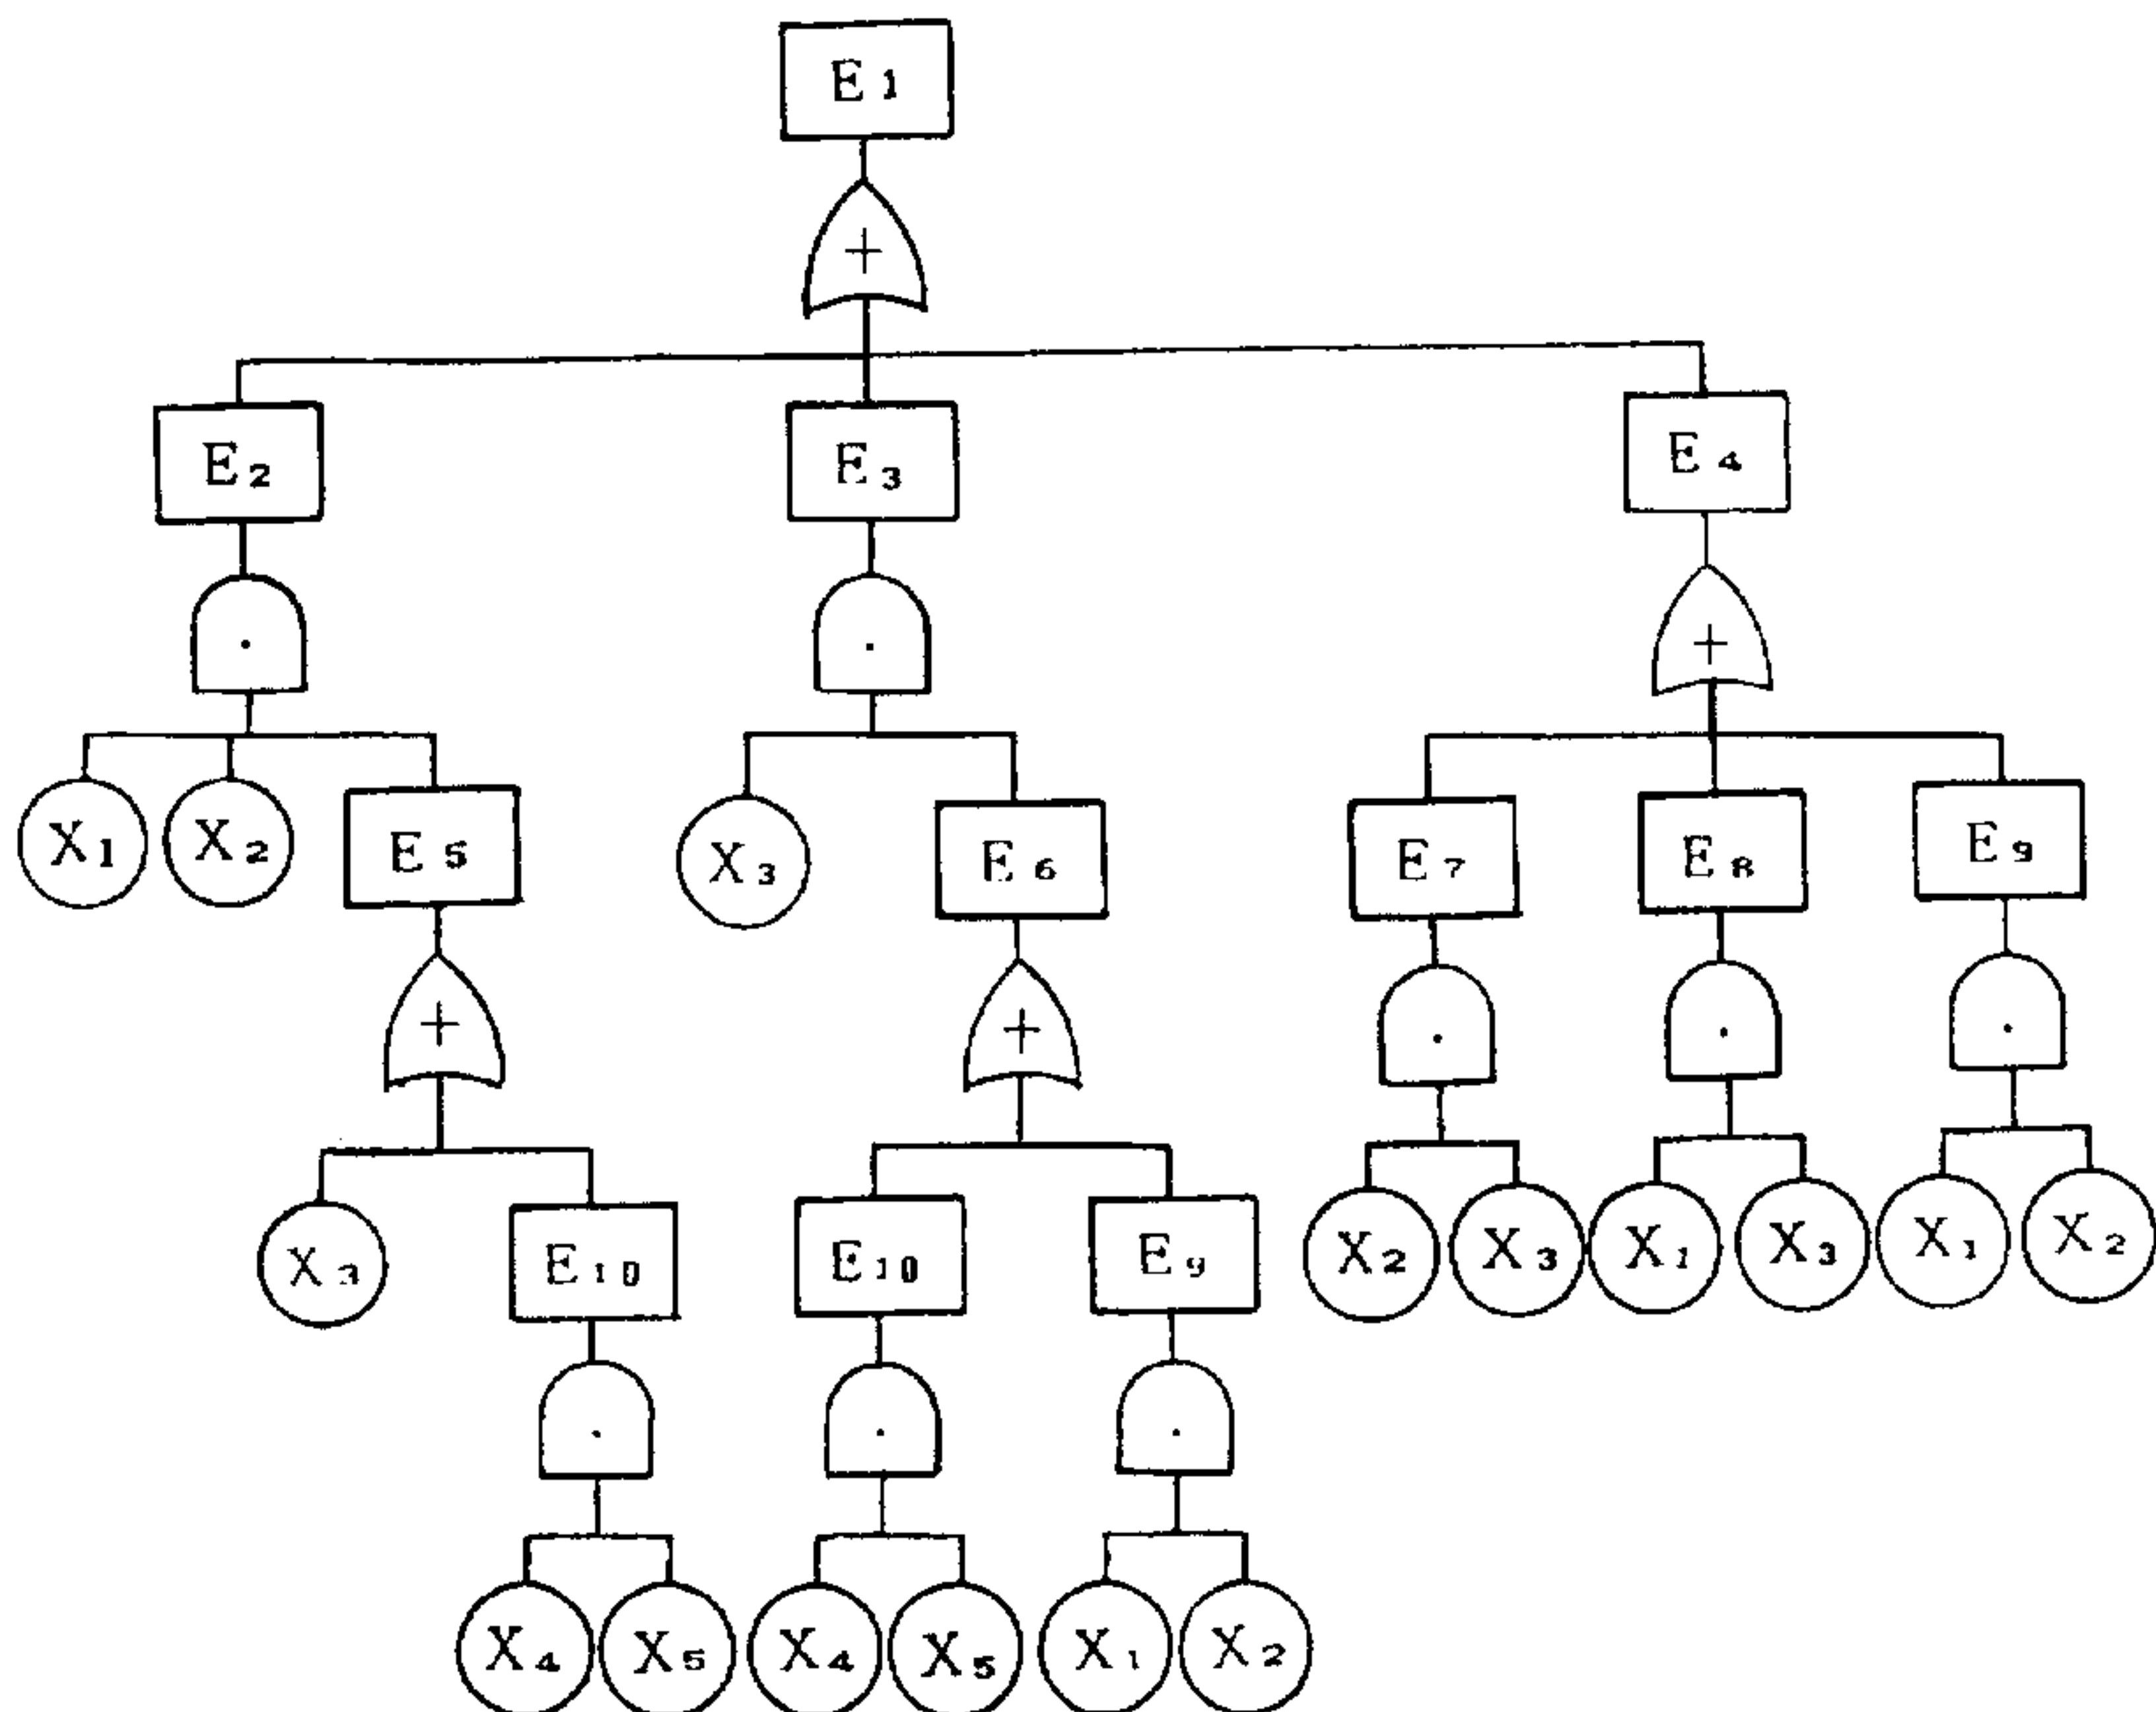 E1
+
E2 E3 E4
+
X1 X2 E5 X3 E6 E7 E8 E9
+ +
X3 E10 E10 E9 X2 X3 X1 X3 X1 X2
X4 X5 X4 X5 X1 X2